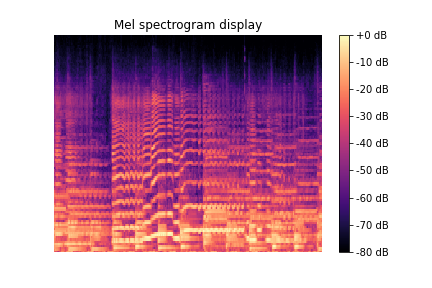 Mel spectrogram display
+0 dB
-10 dB
-20 dB
-30 dB
-40 dB
-50 dB
-60 dB
-70 dB
-80 dB